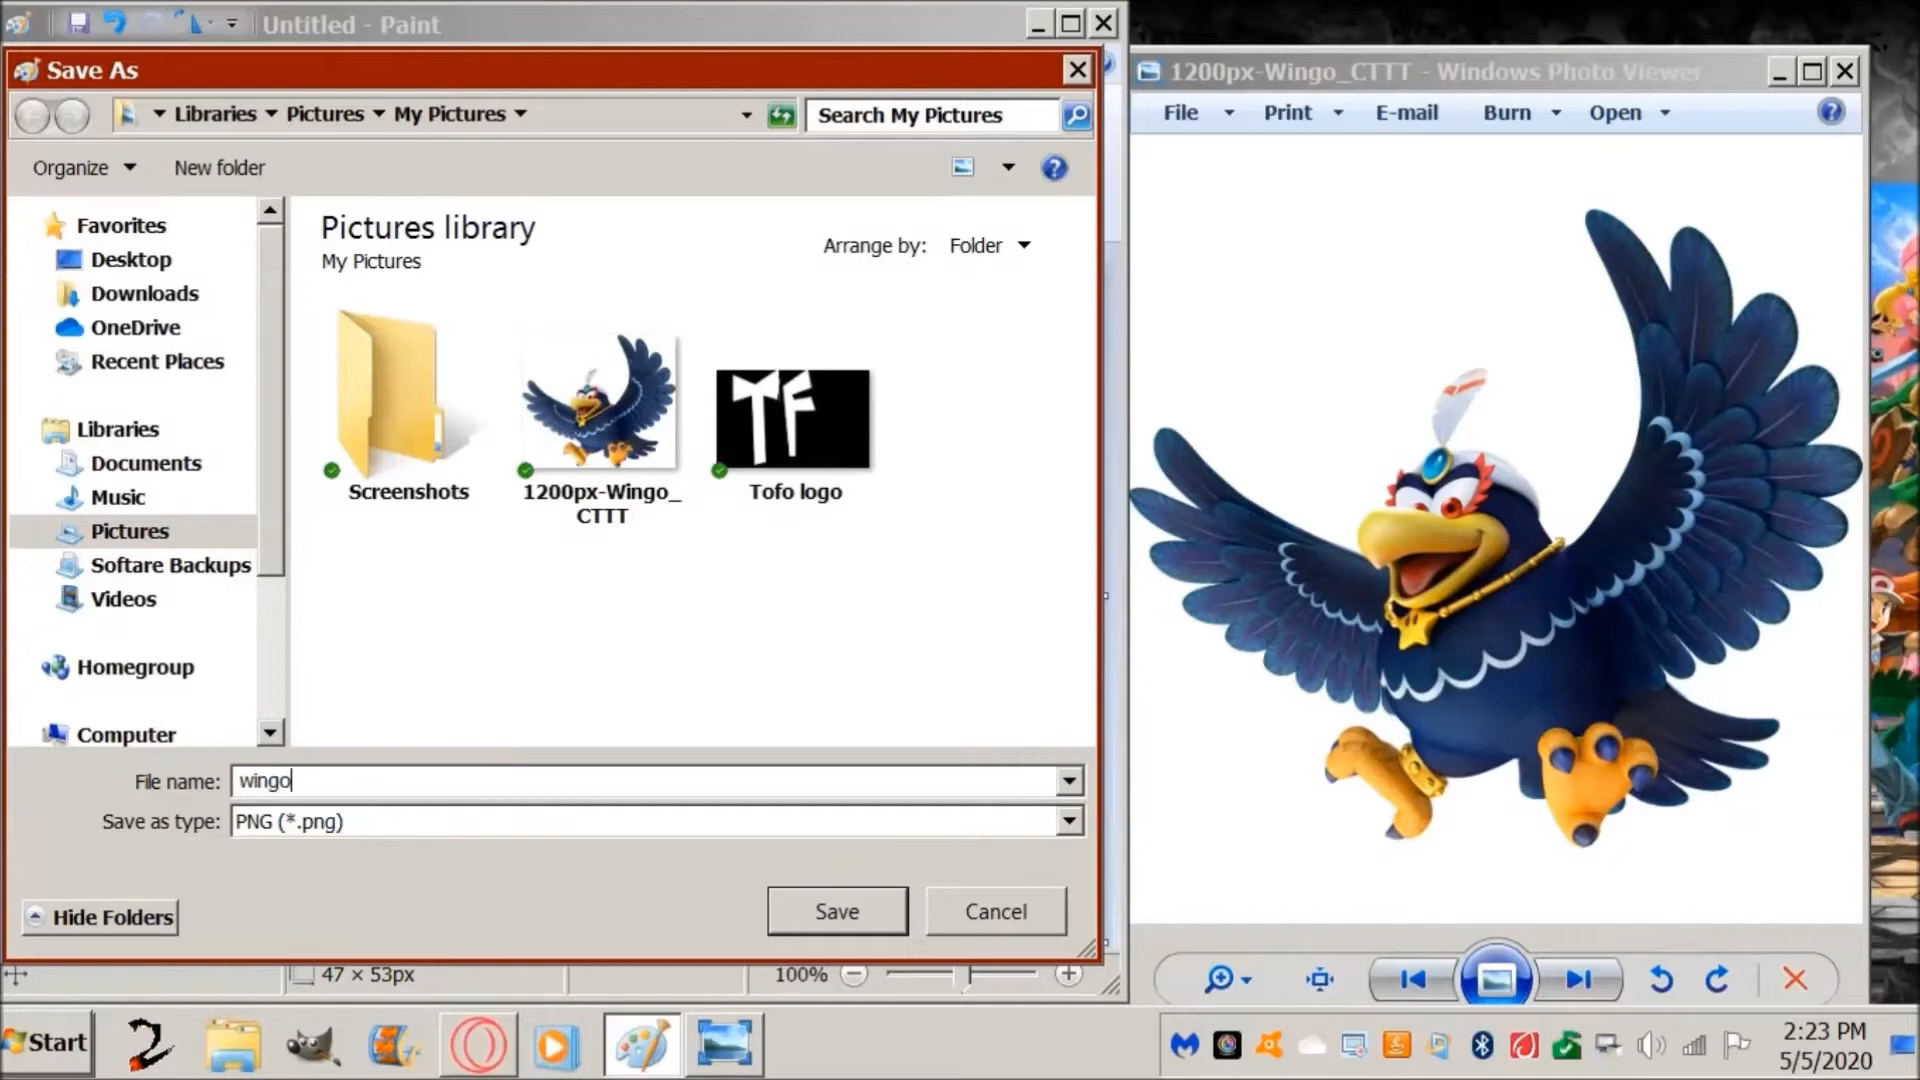 Untitled - Paint
Save As
Libraries Pictures My Pictures
Search My Pictures
Organize New folder
Favorites
Desktop
Downloads
OneDrive
Recent Places
Libraries
Documents
Music
Pictures
Softare Backups
Videos
Homegroup
Computer
Pictures library
My Pictures
Arrange by: Folder
TF
Screenshots
1200px-Wingo_
CTTT
Tofo logo
File name: wingo
Save as type: PNG (*.png)
Hide Folders
Save Cancel
47 × 53px
100%
1200px-Wingo_CTTT - Windows Photo Viewer
File Print E-mail Burn Open
Start
2
2:23 PM
5/5/2020